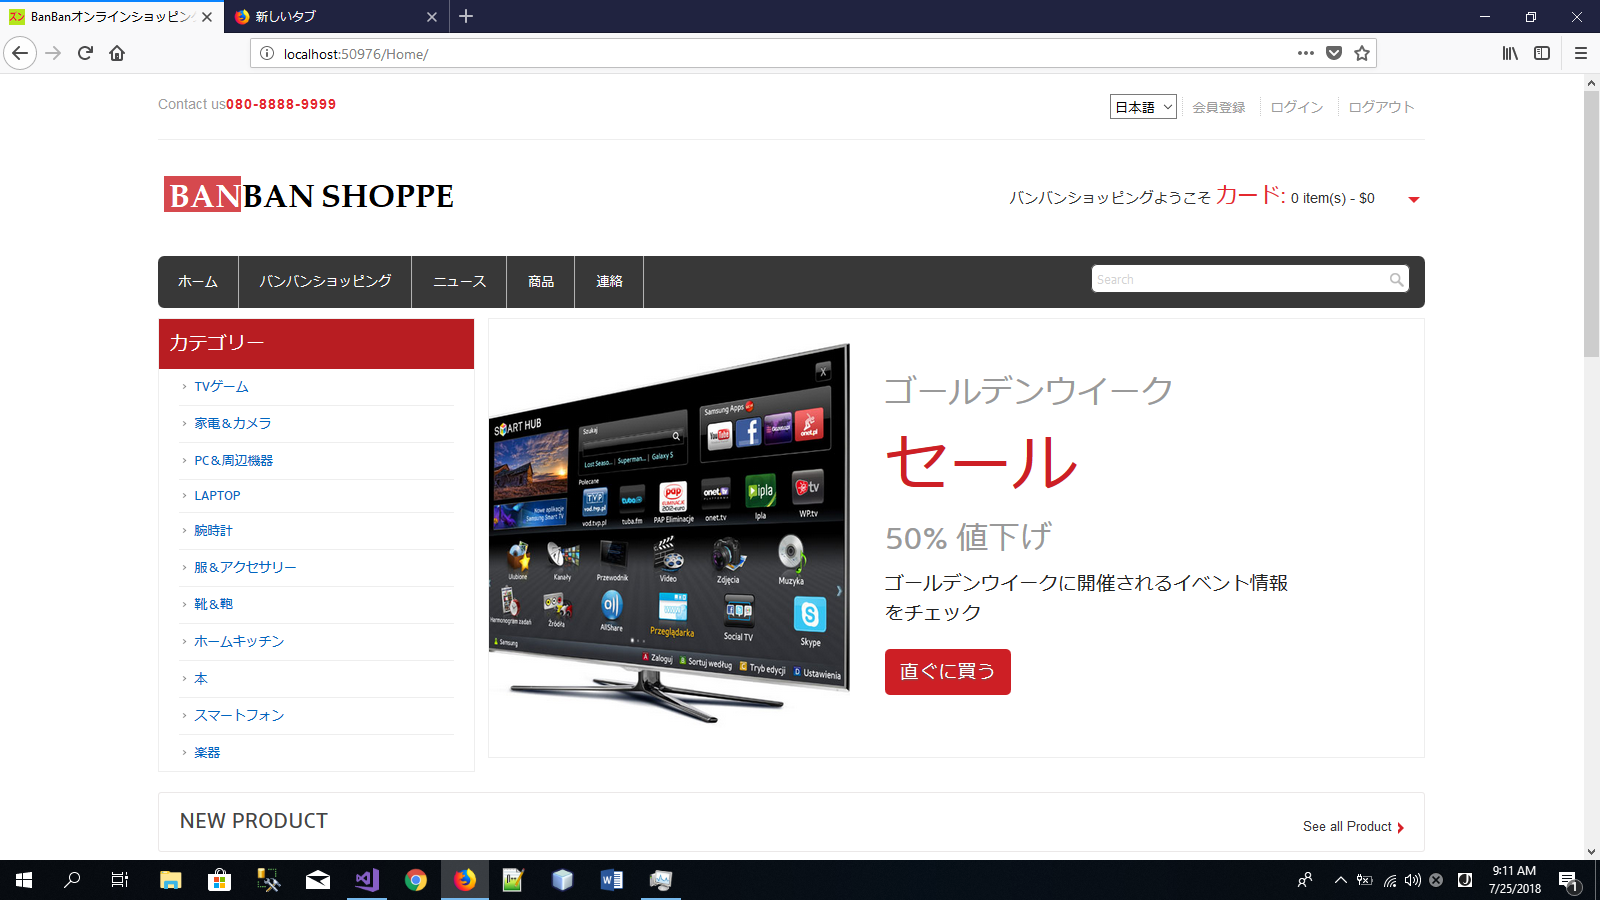 BanBanオンラインショッピン
新しいタブ
localhost:50976/Home/
Contact us080-8888-9999
日本語
会員登録
ログイン
ログアウト
BANBAN SHOPPE
バンバンショッピングようこそ カード: 0 item(s) - $0
ホーム
バンバンショッピング
ニュース
商品
連絡
Search
カテゴリー
TVゲーム
家電&カメラ
PC&周辺機器
LAPTOP
腕時計
服&アクセサリー
靴&鞄
ホームキッチン
本
スマートフォン
楽器
SMART HUB
Szukaj
Lost Seaso... | Superman... | Galaxy S
Samsung Apps
YouTube
onet.pl
Polecane
Nowe aplikacje
Samsung Smart TV
vod.tvp.pl
tuba.fm
PAP Eliminacje
onet.tv
Ipla
WP.tv
Ulubione
Kanały
Przewodnik
Video
Zdjęcia
Muzyka
Harmonogram zadań
Źródła
AllShare
Przeglądarka
Social TV
Skype
Samsung
A Zaloguj
B Sortuj według
C Tryb edycji
D Ustawienia
ゴールデンウイーク
セール
50% 値下げ
ゴールデンウイークに開催されるイベント情報
をチェック
直ぐに買う
NEW PRODUCT
See all Product
9:11 AM
7/25/2018
1